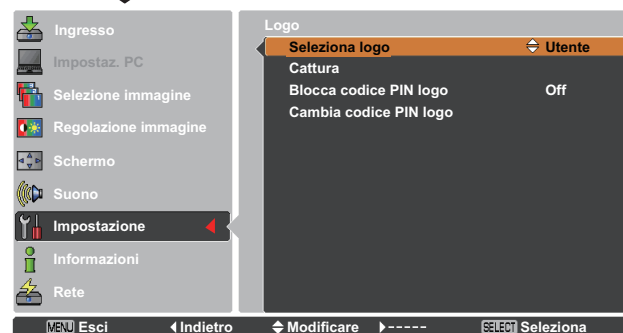 Ingresso
Impostaz. PC
Selezione immagine
Regolazione immagine
Schermo
Suono
Impostazione
Informazioni
Rete
Logo
Seleziona logo Utente
Cattura
Blocca codice PIN logo Off
Cambia codice PIN logo
MENU Esci Indietro Modificare ----- SELECT Seleziona